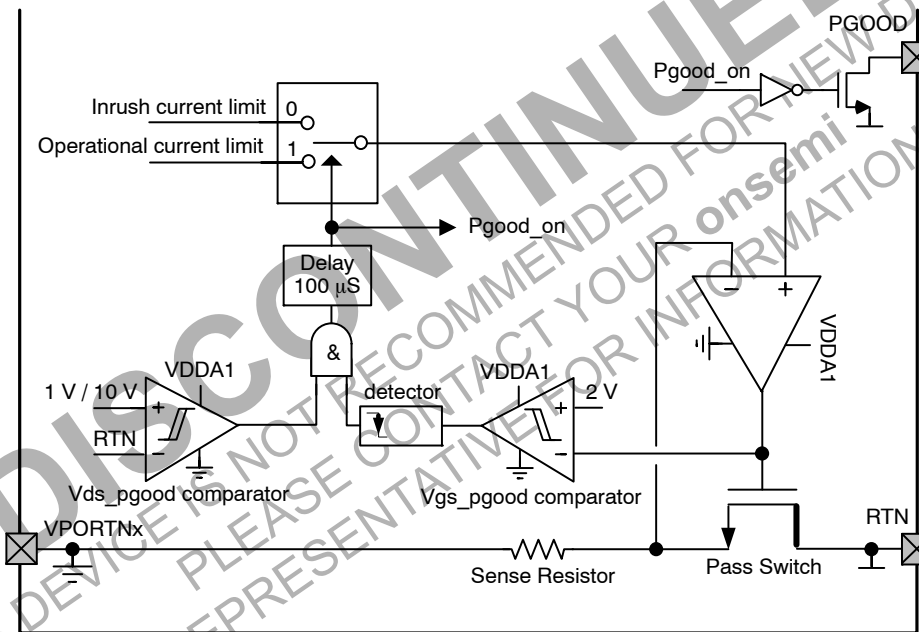 PGOOD
Pgood_on
Inrush current limit
0
Operational current limit
1
Pgood_on
Delay
100 µS
&
VDDA1
1 V / 10 V
+
RTN
−
Vds_pgood comparator
detector
VDDA1
+
2 V
−
Vgs_pgood comparator
−
+
VDDA1
VPORTNx
Sense Resistor
Pass Switch
RTN
DISCONTINUE
DEVICE IS NOT RECOMMENDED FOR NEW D
PLEASE CONTACT YOUR onsemi
REPRESENTATIVE FOR INFORMATION